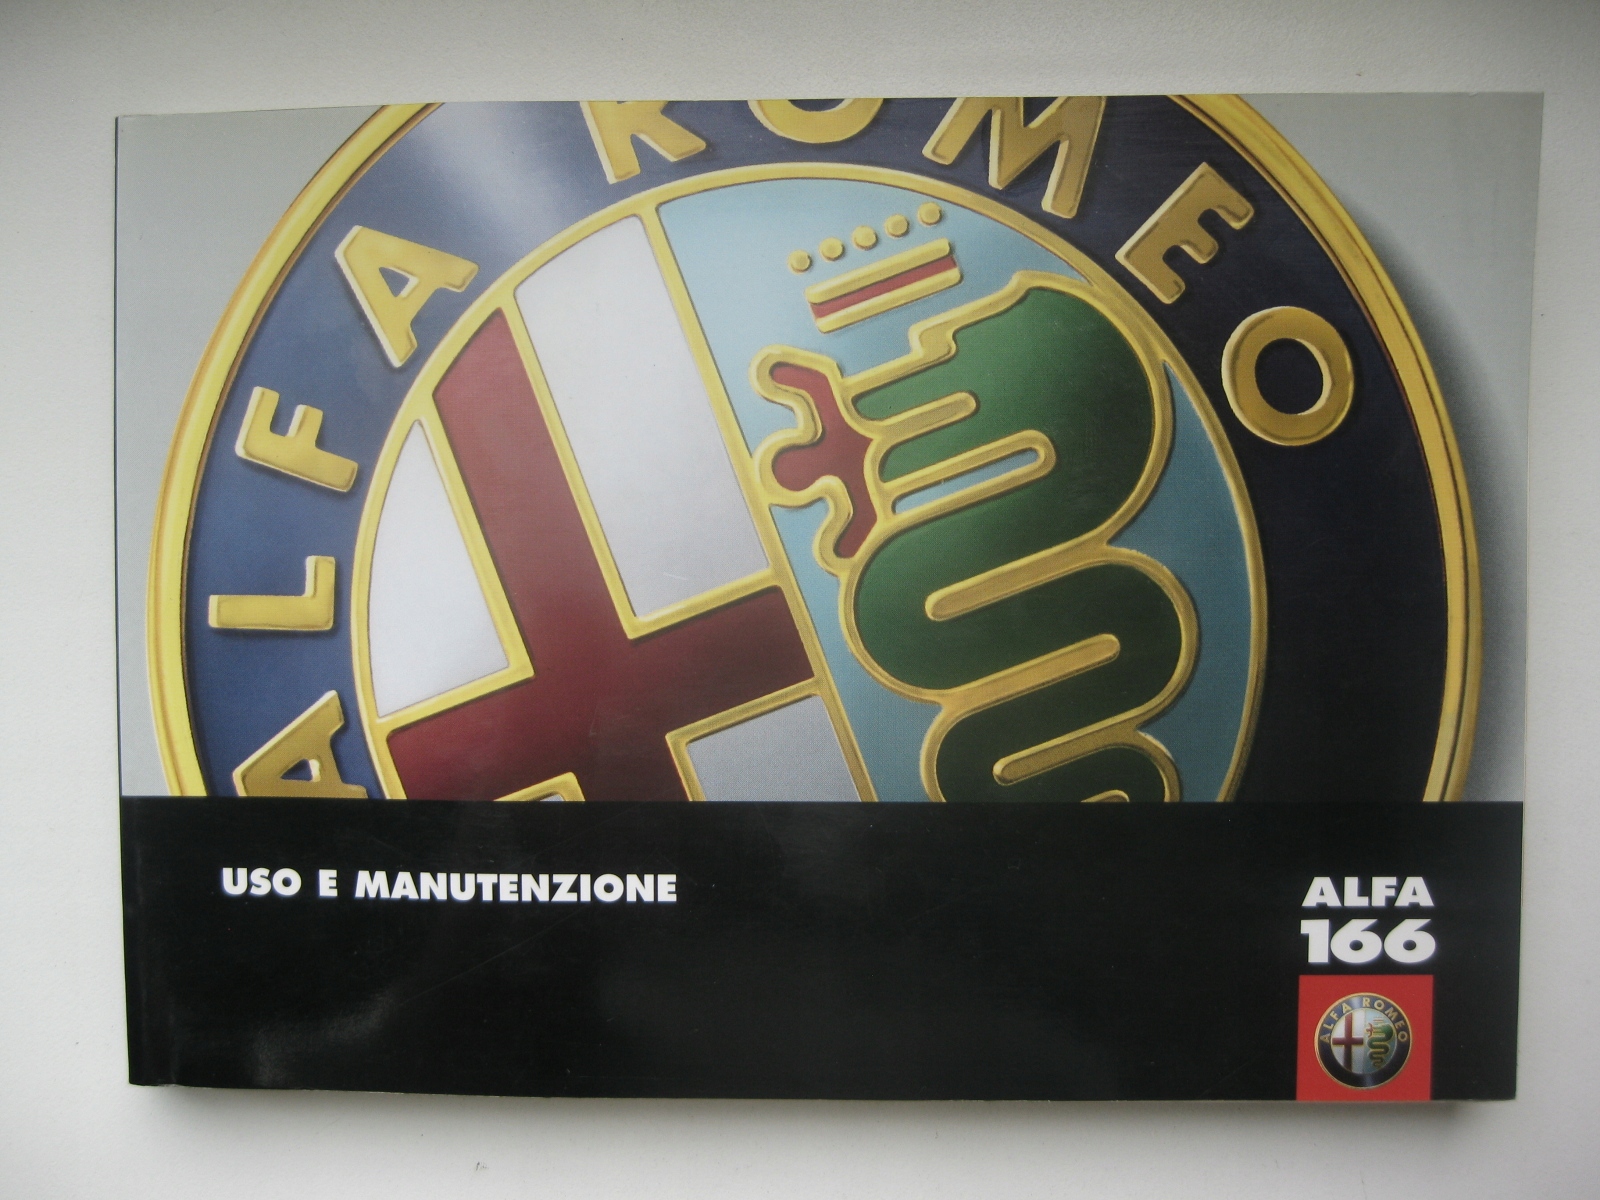 ALFA ROMEO
A
USO E MANUTENZIONE
ALFA
166
ALFA ROMEO